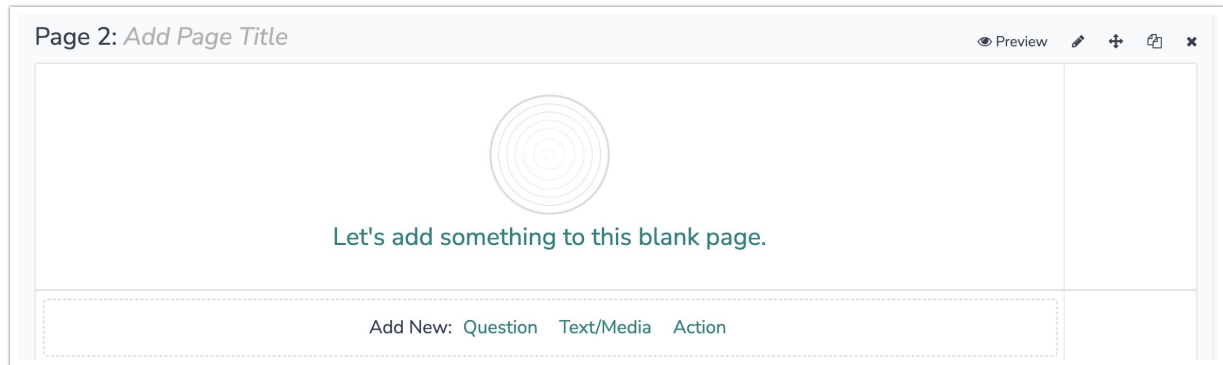 Page 2: Add Page Title
Preview
Let's add something to this blank page.
Add New: Question Text/Media Action